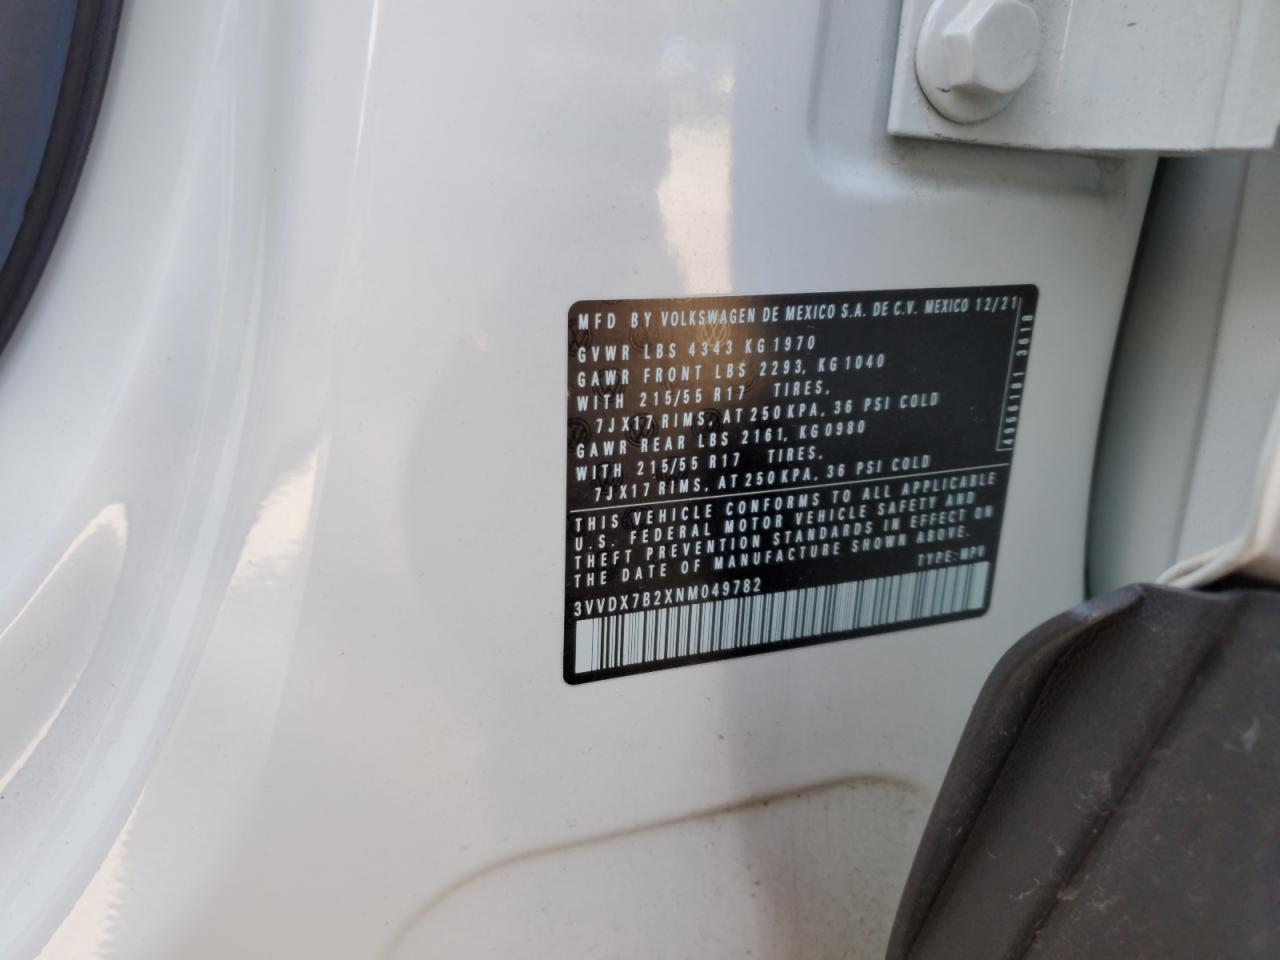 MFD BY VOLKSWAGEN DE MEXICO S.A. DE C.V. MEXICO 12/21
GVWR LBS 4343 KG 1970
GAWR FRONT LBS 2293, KG 1040
WITH 215/55 R17 TIRES,
7JX17 RIMS, AT 250 KPA, 36 PSI COLD
GAWR REAR LBS 2161, KG 0980
WITH 215/55 R17 TIRES,
7JX17 RIMS, AT 250 KPA, 36 PSI COLD
THIS VEHICLE CONFORMS TO ALL APPLICABLE
U.S. FEDERAL MOTOR VEHICLE SAFETY AND
THEFT PREVENTION STANDARDS IN EFFECT ON
THE DATE OF MANUFACTURE SHOWN ABOVE.
TYPE: MPV
3VVDX7B2XNM049782
3618